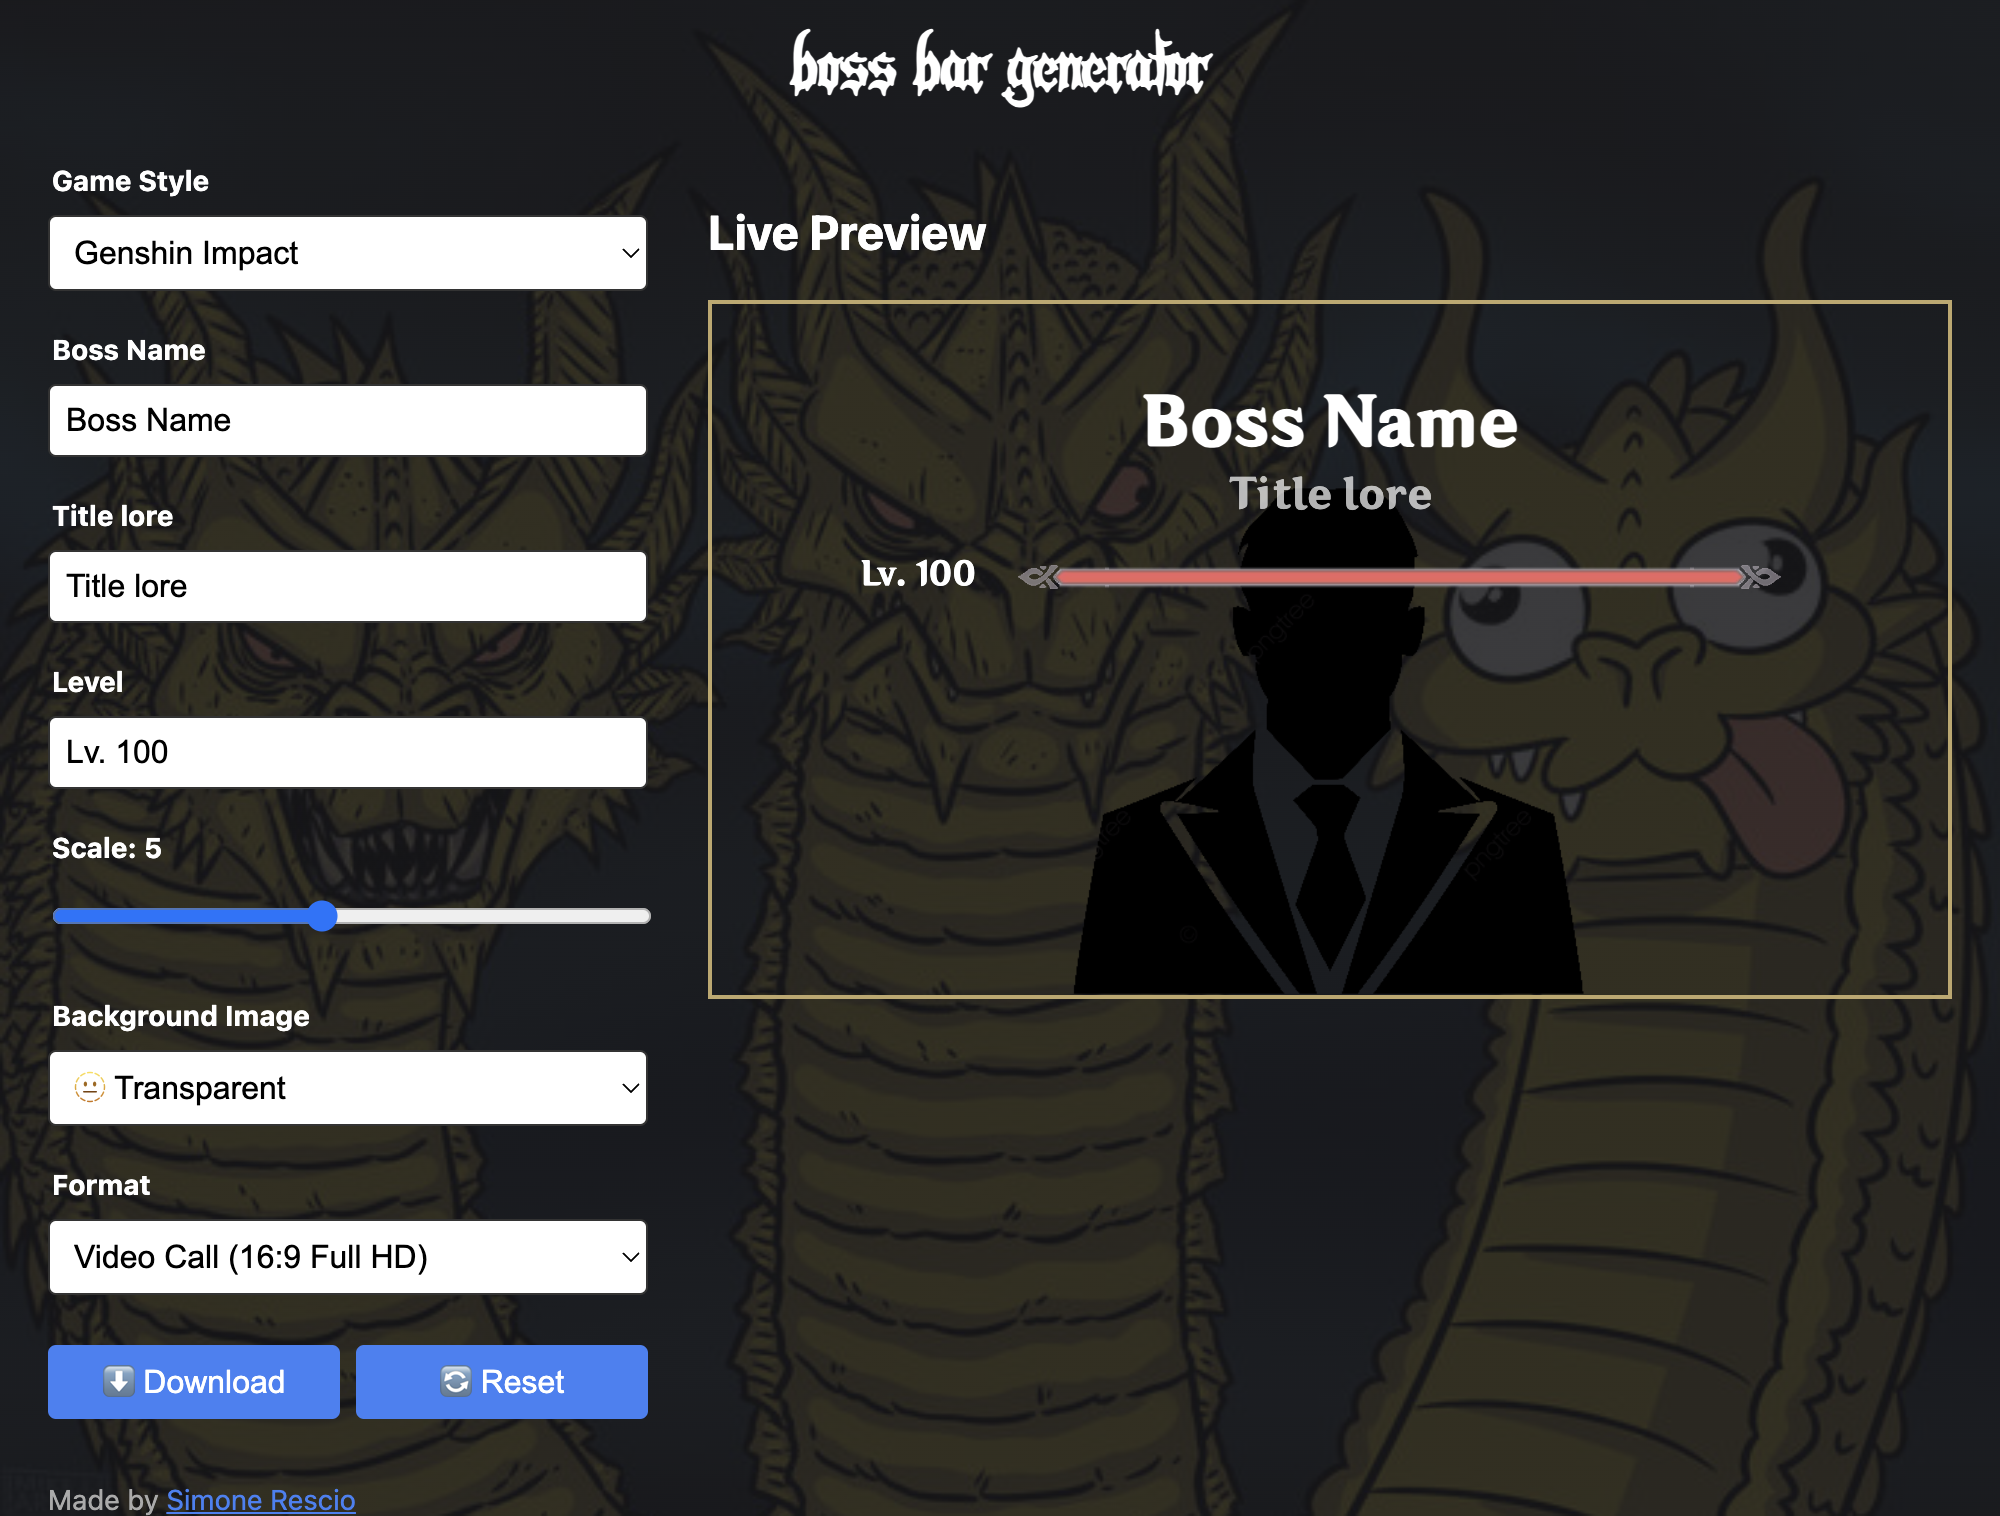 boss bar generator
Game Style
Genshin Impact
Boss Name
Boss Name
Title lore
Title lore
Level
Lv. 100
Scale: 5
Background Image
Transparent
Format
Video Call (16:9 Full HD)
Download
Reset
Made by Simone Rescio
Live Preview
Boss Name
Title lore
Lv. 100
pngtree
pngtree